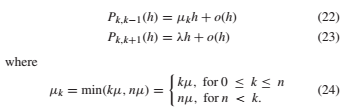 P_{k,k−1}(h) = μ_k h + o(h) (22)
P_{k,k+1}(h) = λh + o(h) (23)
where
μ_k = min(kμ, nμ) = { kμ, for 0 ≤ k ≤ n
nμ, for n < k. (24)